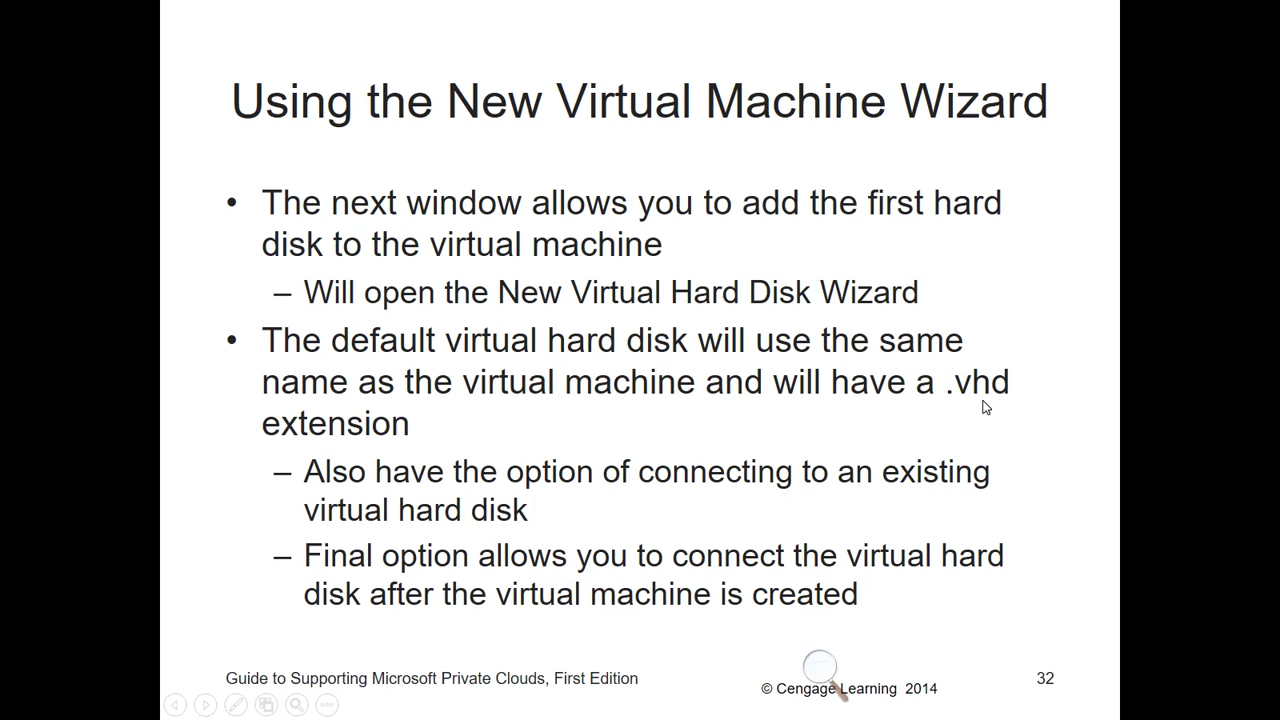 Using the New Virtual Machine Wizard
• The next window allows you to add the first hard
disk to the virtual machine
– Will open the New Virtual Hard Disk Wizard
• The default virtual hard disk will use the same
name as the virtual machine and will have a .vhd
extension
– Also have the option of connecting to an existing
virtual hard disk
– Final option allows you to connect the virtual hard
disk after the virtual machine is created
Guide to Supporting Microsoft Private Clouds, First Edition
© Cengage Learning 2014
32